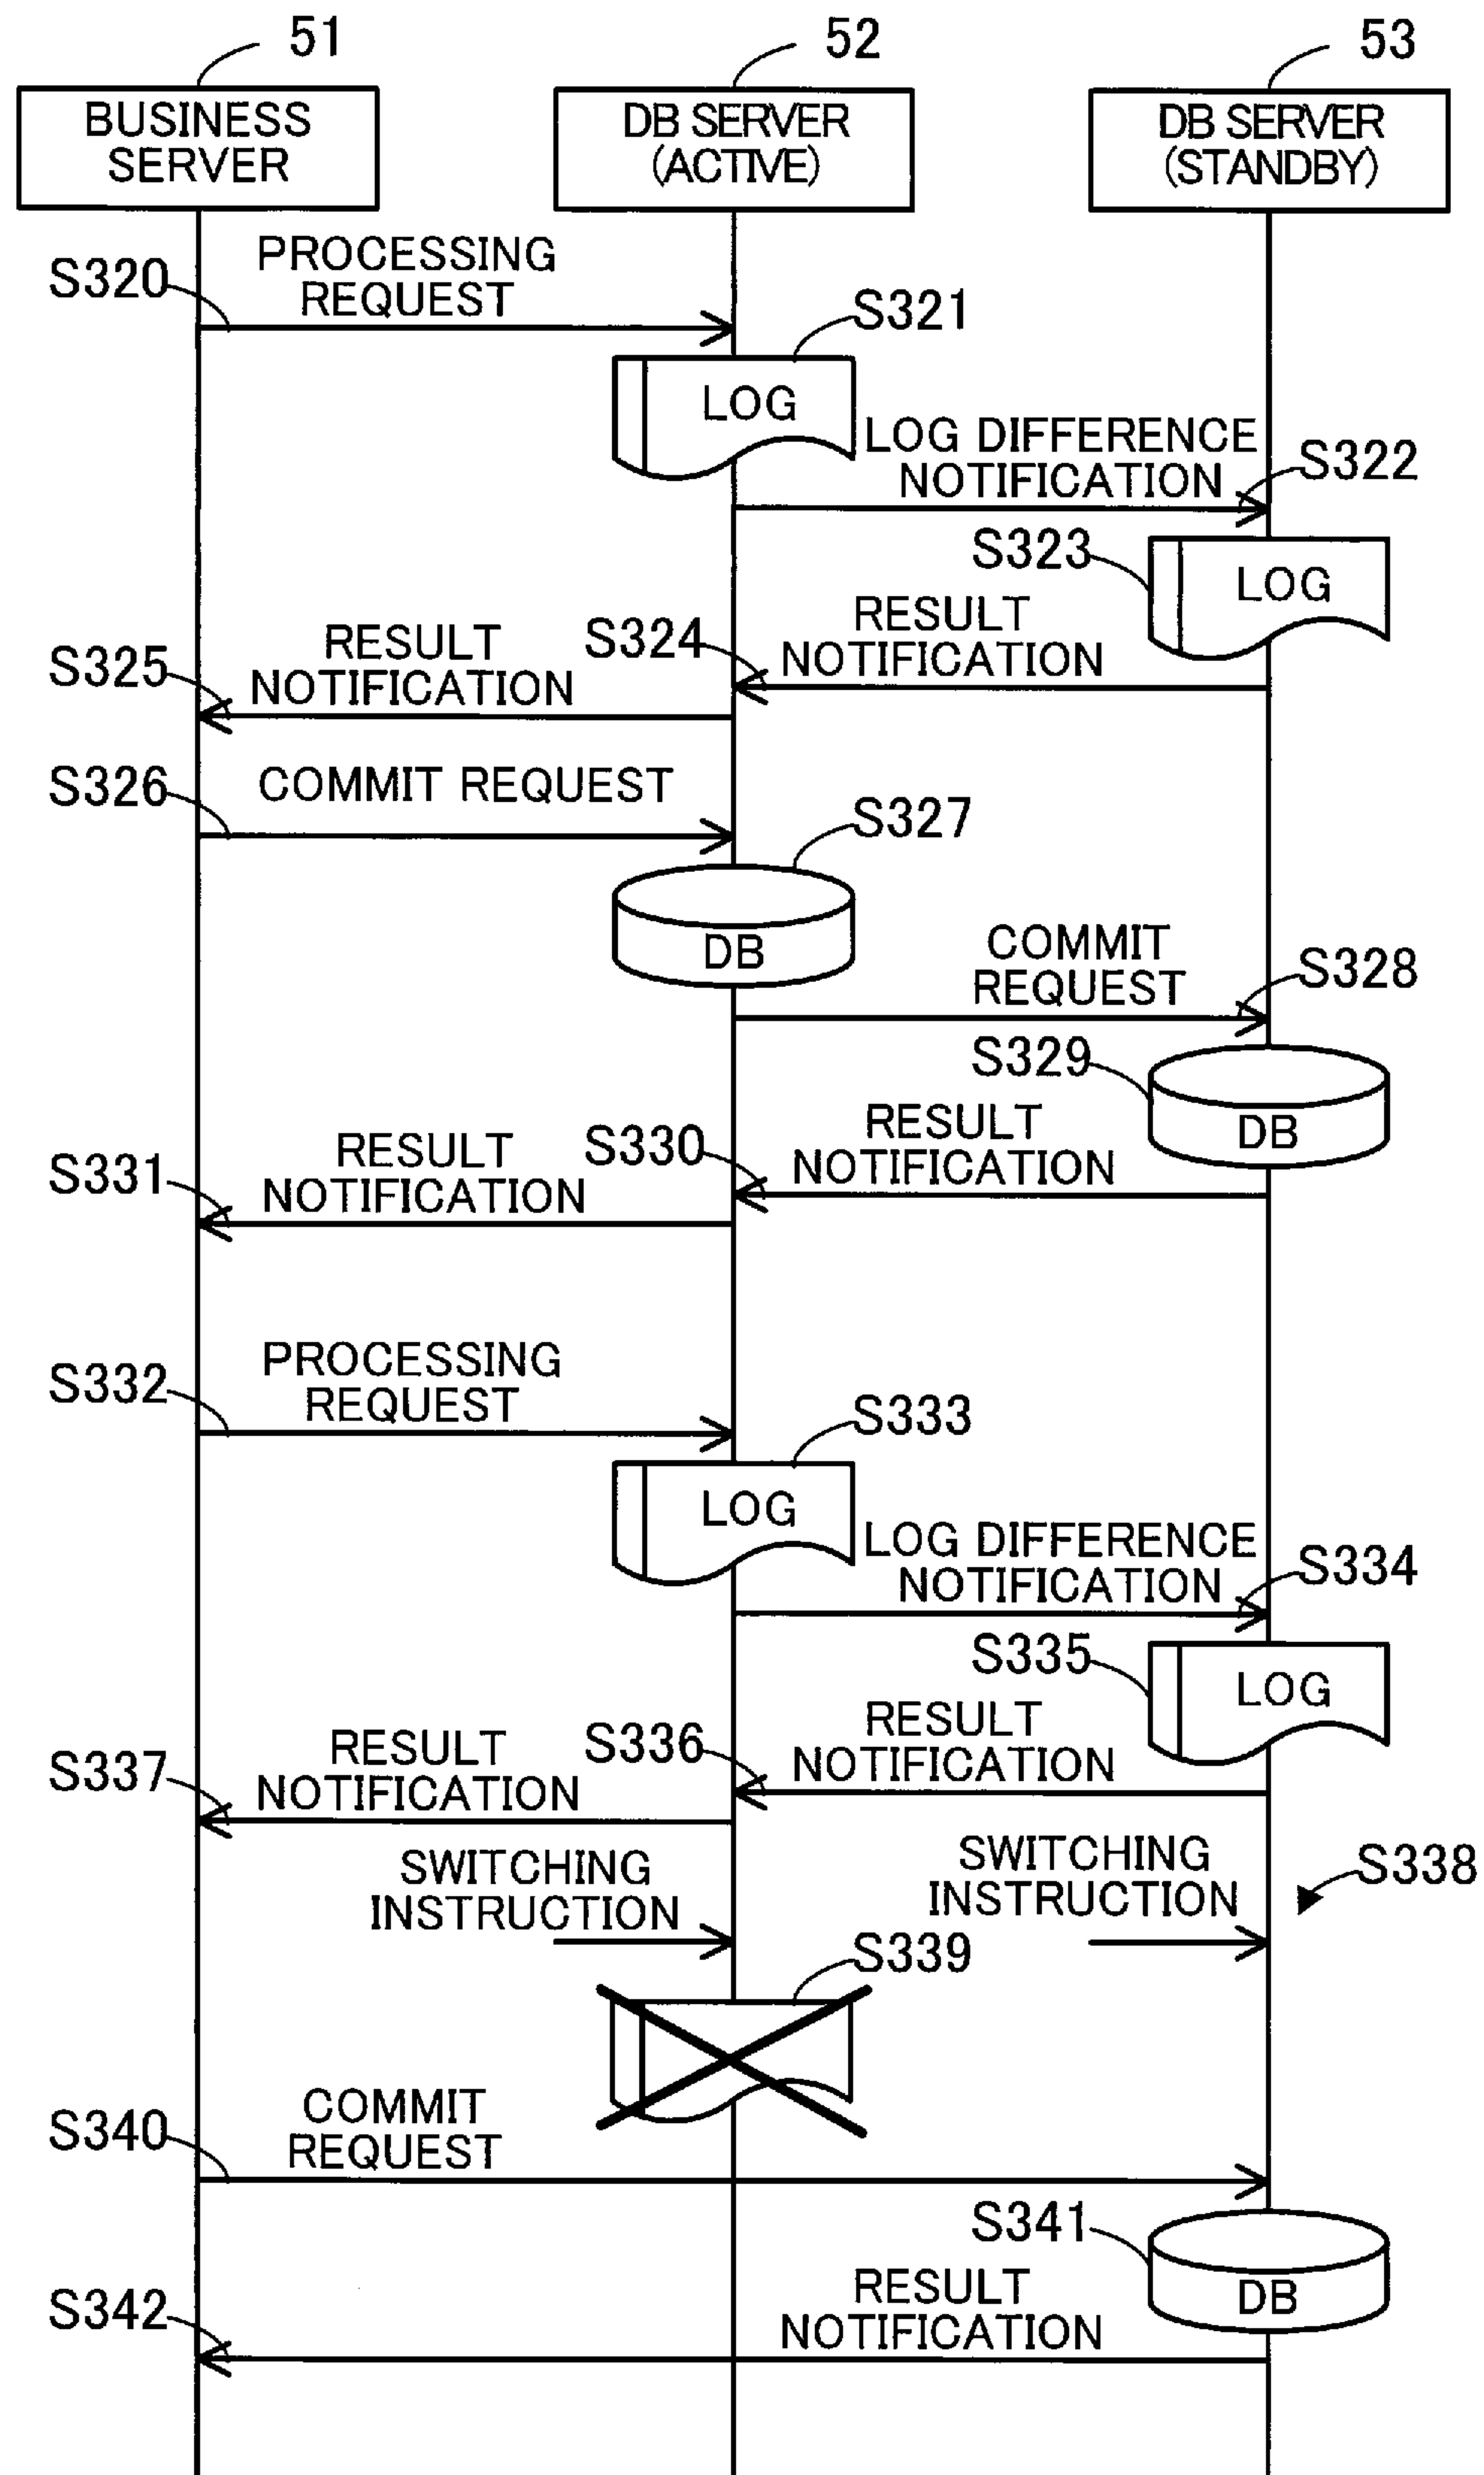 51
52
53
BUSINESS
SERVER
DB SERVER
(ACTIVE)
DB SERVER
(STANDBY)
S320
PROCESSING
REQUEST
S321
LOG
LOG DIFFERENCE
NOTIFICATION
S322
S323
LOG
RESULT
NOTIFICATION
S324
RESULT
NOTIFICATION
S325
S326
COMMIT REQUEST
S327
DB
COMMIT
REQUEST
S328
S329
DB
RESULT
NOTIFICATION
S330
RESULT
NOTIFICATION
S331
S332
PROCESSING
REQUEST
S333
LOG
LOG DIFFERENCE
NOTIFICATION
S334
S335
LOG
RESULT
NOTIFICATION
S336
RESULT
NOTIFICATION
S337
SWITCHING
INSTRUCTION
SWITCHING
INSTRUCTION
S338
S339
S340
COMMIT
REQUEST
S341
DB
RESULT
NOTIFICATION
S342